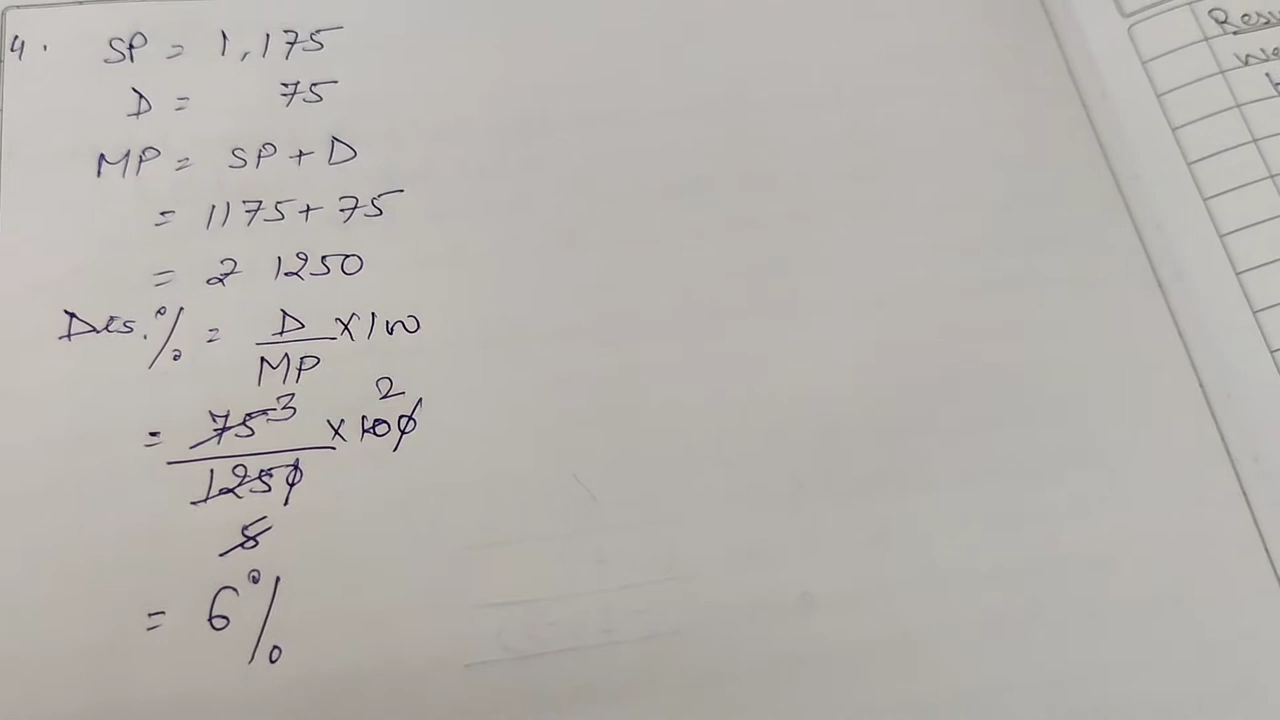 4. SP = 1,175
D = 75
MP = SP + D
= 1175 + 75
= 2 1250
Dis.% = D/MP × 100
= 75 3 / 1250 5 × 100 2
= 6%